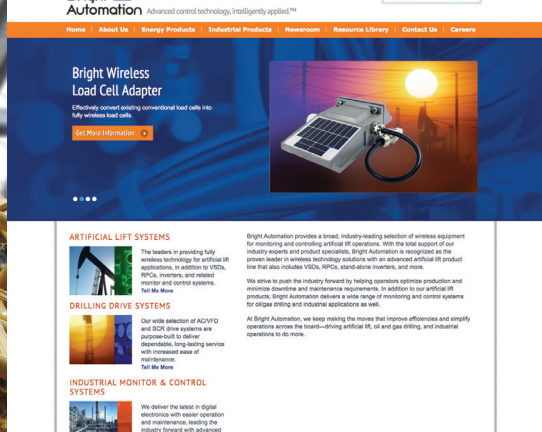 Automation Advanced control technology, intelligently applied.™
Home | About Us | Energy Products | Industrial Products | Newsroom | Resource Library | Contact Us | Careers
Bright Wireless
Load Cell Adapter
Effectively convert existing conventional load cells into
fully wireless load cells.
Get More Information
ARTIFICIAL LIFT SYSTEMS
The leaders in providing fully
wireless technology for artificial lift
applications, in addition to VSDs,
RPCs, inverters, and related
monitor and control systems.
Tell Me More
DRILLING DRIVE SYSTEMS
Our wide selection of AC/VFD
and SCR drive systems are
purpose-built to deliver
dependable, long-lasting service
with increased ease of
maintenance.
Tell Me More
INDUSTRIAL MONITOR & CONTROL
SYSTEMS
We deliver the latest in digital
electronics with easier operation
and maintenance, leading the
industry forward with advanced
Bright Automation provides a broad, industry-leading selection of wireless equipment
for monitoring and controlling artificial lift operations. With the total support of our
industry experts and product specialists, Bright Automation is recognized as the
proven leader in wireless technology solutions with an advanced artificial lift product
line that also includes VSDs, RPCs, stand-alone inverters, and more.
We strive to push the industry forward by helping operators optimize production and
minimize downtime and maintenance requirements. In addition to our artificial lift
products, Bright Automation delivers a wide range of monitoring and control systems
for oil/gas drilling and industrial applications as well.
At Bright Automation, we keep making the moves that improve efficiencies and simplify
operations across the board—driving artificial lift, oil and gas drilling, and industrial
operations to do more.